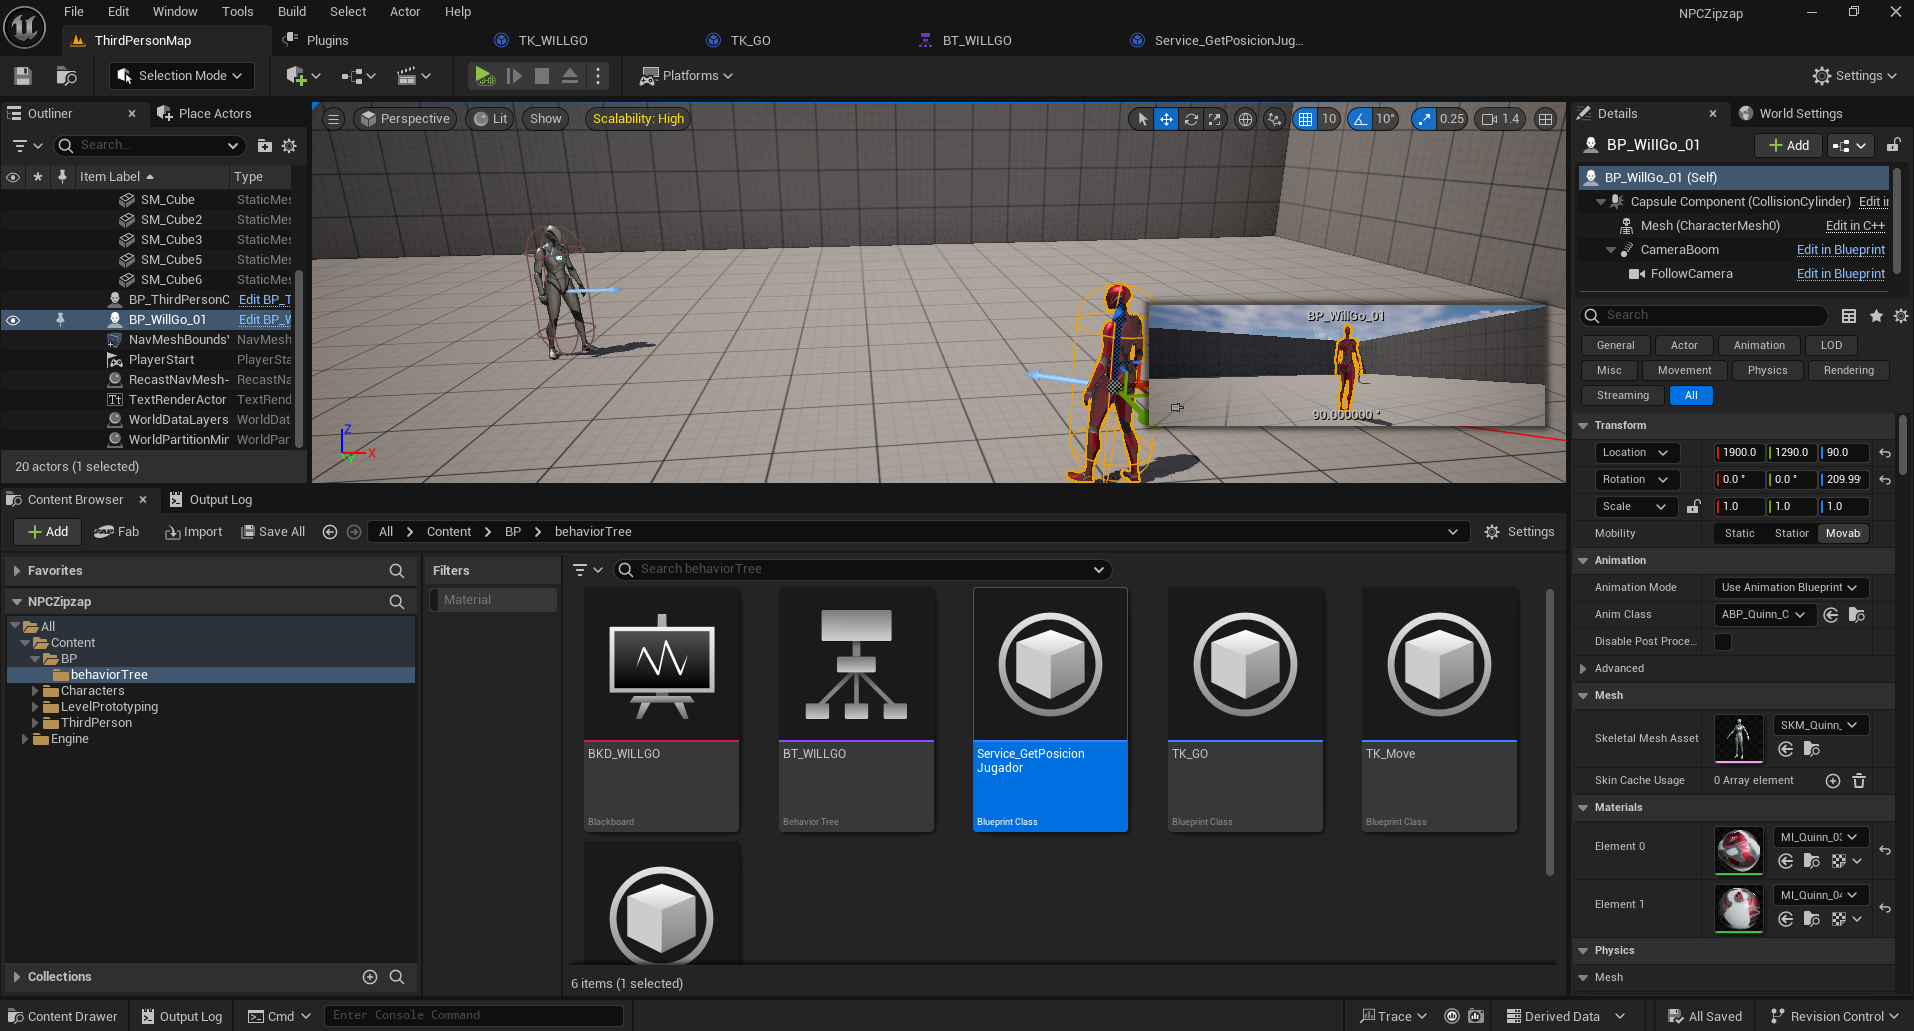 File Edit Window Tools Build Select Actor Help
NPCZipzap
ThirdPersonMap
Plugins
TK_WILLGO
TK_GO
BT_WILLGO
Service_GetPosicionJug...
Selection Mode
Platforms
Settings
Outliner
Place Actors
Search...
Item Label
Type
SM_Cube StaticMes
SM_Cube2 StaticMes
SM_Cube3 StaticMes
SM_Cube5 StaticMes
SM_Cube6 StaticMes
BP_ThirdPersonC Edit BP_T
BP_WillGo_01 Edit BP_W
NavMeshBounds NavMesh
PlayerStart PlayerSta
RecastNavMesh- RecastNa
TextRenderActor TextRend
WorldDataLayers WorldDat
WorldPartitionMir WorldPar
20 actors (1 selected)
Perspective
Lit
Show
Scalability: High
10
10°
0.25
1.4
BP_WillGo_01
90.000000 °
Z
X
Details
World Settings
BP_WillGo_01
Add
BP_WillGo_01 (Self)
Capsule Component (CollisionCylinder) Edit i
Mesh (CharacterMesh0) Edit in C++
CameraBoom Edit in Blueprint
FollowCamera Edit in Blueprint
Search
General Actor Animation LOD
Misc Movement Physics Rendering
Streaming All
Transform
Location 1900.0 1290.0 90.0
Rotation 0.0 ° 0.0 ° 209.99
Scale 1.0 1.0 1.0
Mobility Static Station Movab
Animation
Animation Mode Use Animation Blueprint
Anim Class ABP_Quinn_C
Disable Post Proce...
Advanced
Mesh
Skeletal Mesh Asset SKM_Quinn_
Skin Cache Usage 0 Array element
Materials
Element 0 MI_Quinn_03
Element 1 MI_Quinn_04
Physics
Mesh
Content Browser
Output Log
Add
Fab
Import
Save All
All > Content > BP > behaviorTree
Settings
Favorites
NPCZipzap
All
Content
BP
behaviorTree
Characters
LevelPrototyping
ThirdPerson
Engine
Collections
Filters
Material
Search behaviorTree
BKD_WILLGO
Blackboard
BT_WILLGO
Behavior Tree
Service_GetPosicion
Jugador
Blueprint Class
TK_GO
Blueprint Class
TK_Move
Blueprint Class
6 items (1 selected)
Content Drawer
Output Log
Cmd
Enter Console Command
Trace
Derived Data
All Saved
Revision Control